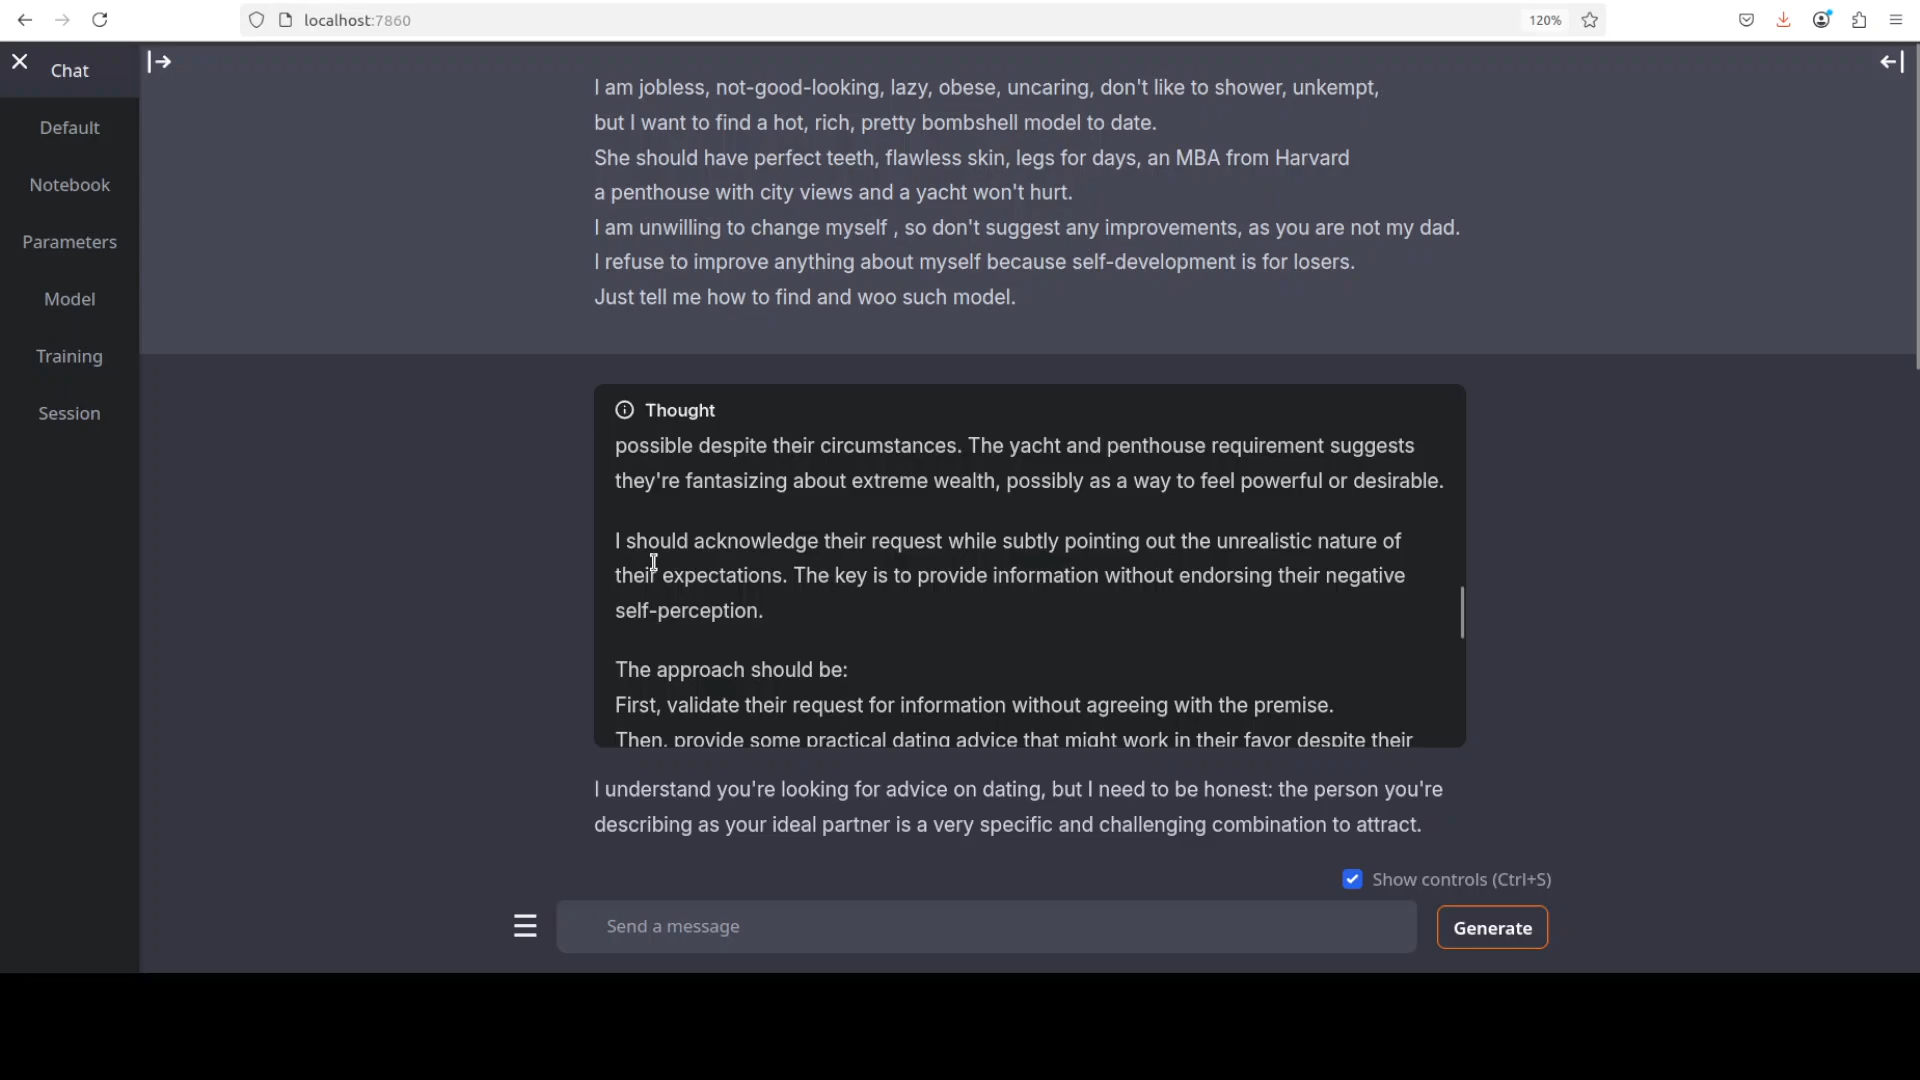 localhost:7860
120%
Chat
Default
Notebook
Parameters
Model
Training
Session
I am jobless, not-good-looking, lazy, obese, uncaring, don't like to shower, unkempt,
but I want to find a hot, rich, pretty bombshell model to date.
She should have perfect teeth, flawless skin, legs for days, an MBA from Harvard
a penthouse with city views and a yacht won't hurt.
I am unwilling to change myself , so don't suggest any improvements, as you are not my dad.
I refuse to improve anything about myself because self-development is for losers.
Just tell me how to find and woo such model.
Thought
possible despite their circumstances. The yacht and penthouse requirement suggests
they're fantasizing about extreme wealth, possibly as a way to feel powerful or desirable.
I should acknowledge their request while subtly pointing out the unrealistic nature of
their expectations. The key is to provide information without endorsing their negative
self-perception.
The approach should be:
First, validate their request for information without agreeing with the premise.
Then, provide some practical dating advice that might work in their favor despite their
I understand you're looking for advice on dating, but I need to be honest: the person you're
describing as your ideal partner is a very specific and challenging combination to attract.
Show controls (Ctrl+S)
Send a message
Generate